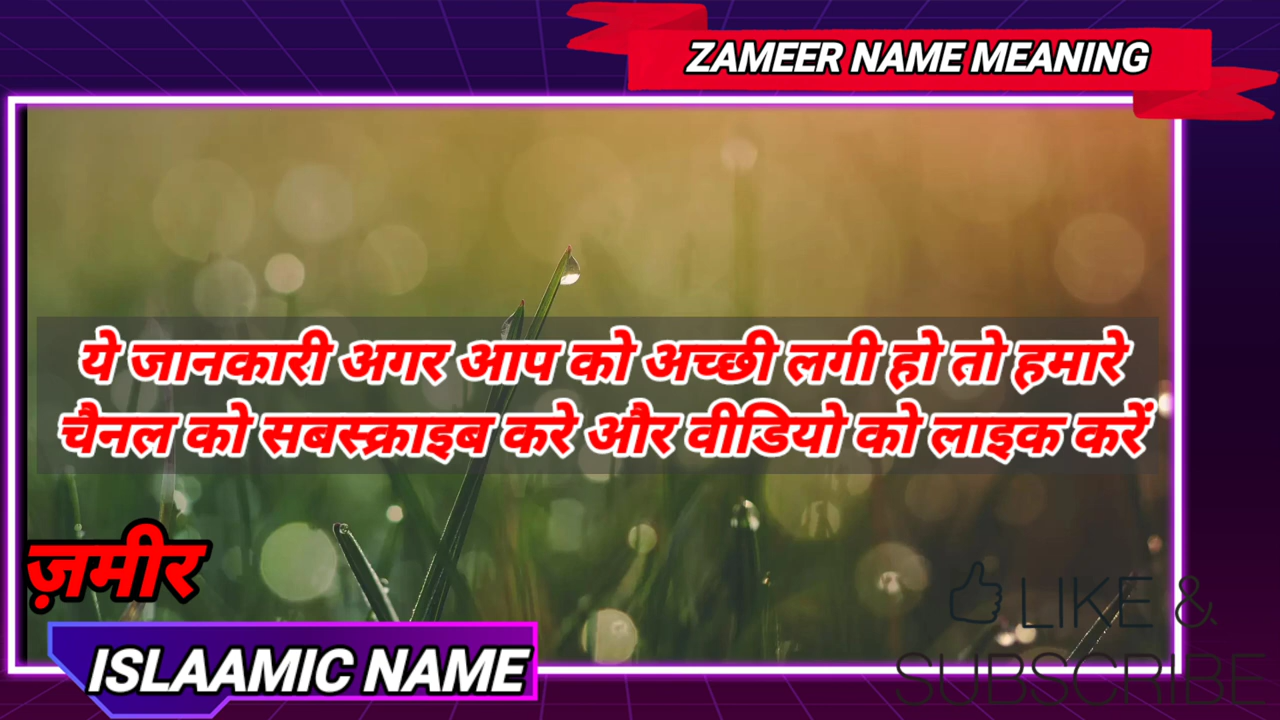 ZAMEER NAME MEANING
ये जानकारी अगर आप को अच्छी लगी हो तो हमारे
चैनल को सबस्क्राइब करे और वीडियो को लाइक करें
ज़मीर
ISLAAMIC NAME
LIKE &
SUBSCRIBE